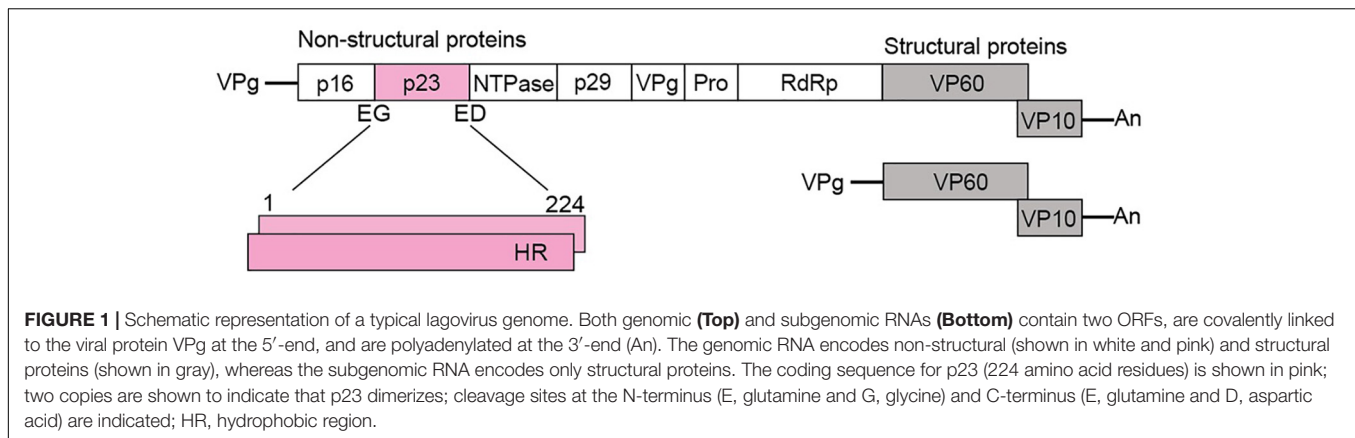 Non-structural proteins
Structural proteins
VPg
p16
p23
NTPase
p29
VPg
Pro
RdRp
VP60
VP10
An
EG
ED
VPg
VP60
VP10
An
1
224
HR
FIGURE 1 | Schematic representation of a typical lagovirus genome. Both genomic (Top) and subgenomic RNAs (Bottom) contain two ORFs, are covalently linked
to the viral protein VPg at the 5′-end, and are polyadenylated at the 3′-end (An). The genomic RNA encodes non-structural (shown in white and pink) and structural
proteins (shown in gray), whereas the subgenomic RNA encodes only structural proteins. The coding sequence for p23 (224 amino acid residues) is shown in pink;
two copies are shown to indicate that p23 dimerizes; cleavage sites at the N-terminus (E, glutamine and G, glycine) and C-terminus (E, glutamine and D, aspartic
acid) are indicated; HR, hydrophobic region.